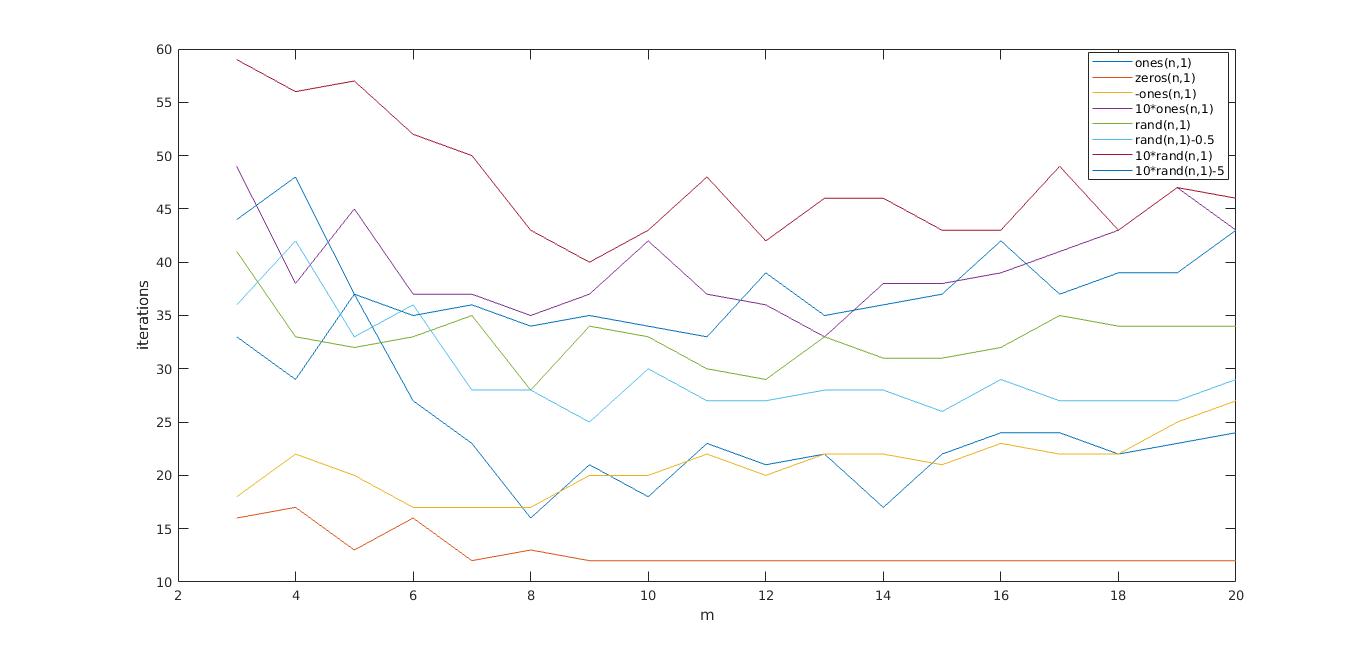 60
55
50
45
40
35
30
25
20
15
10
iterations
2 4 6 8 10 12 14 16 18 20
m
ones(n,1)
zeros(n,1)
-ones(n,1)
10*ones(n,1)
rand(n,1)
rand(n,1)-0.5
10*rand(n,1)
10*rand(n,1)-5